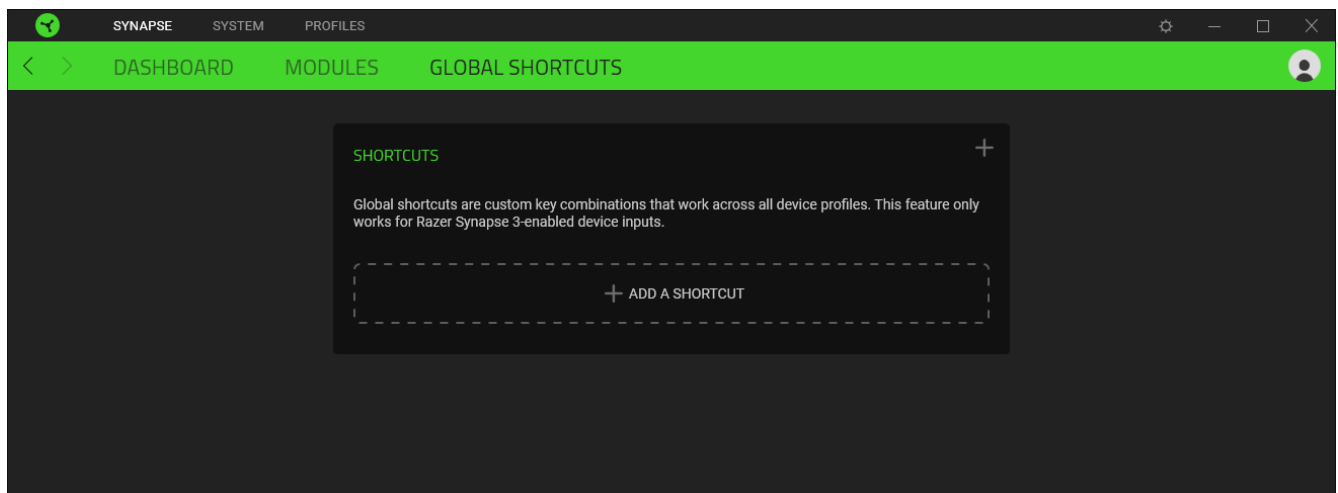 SYNAPSE SYSTEM PROFILES
DASHBOARD MODULES GLOBAL SHORTCUTS
SHORTCUTS
Global shortcuts are custom key combinations that work across all device profiles. This feature only
works for Razer Synapse 3-enabled device inputs.
ADD A SHORTCUT